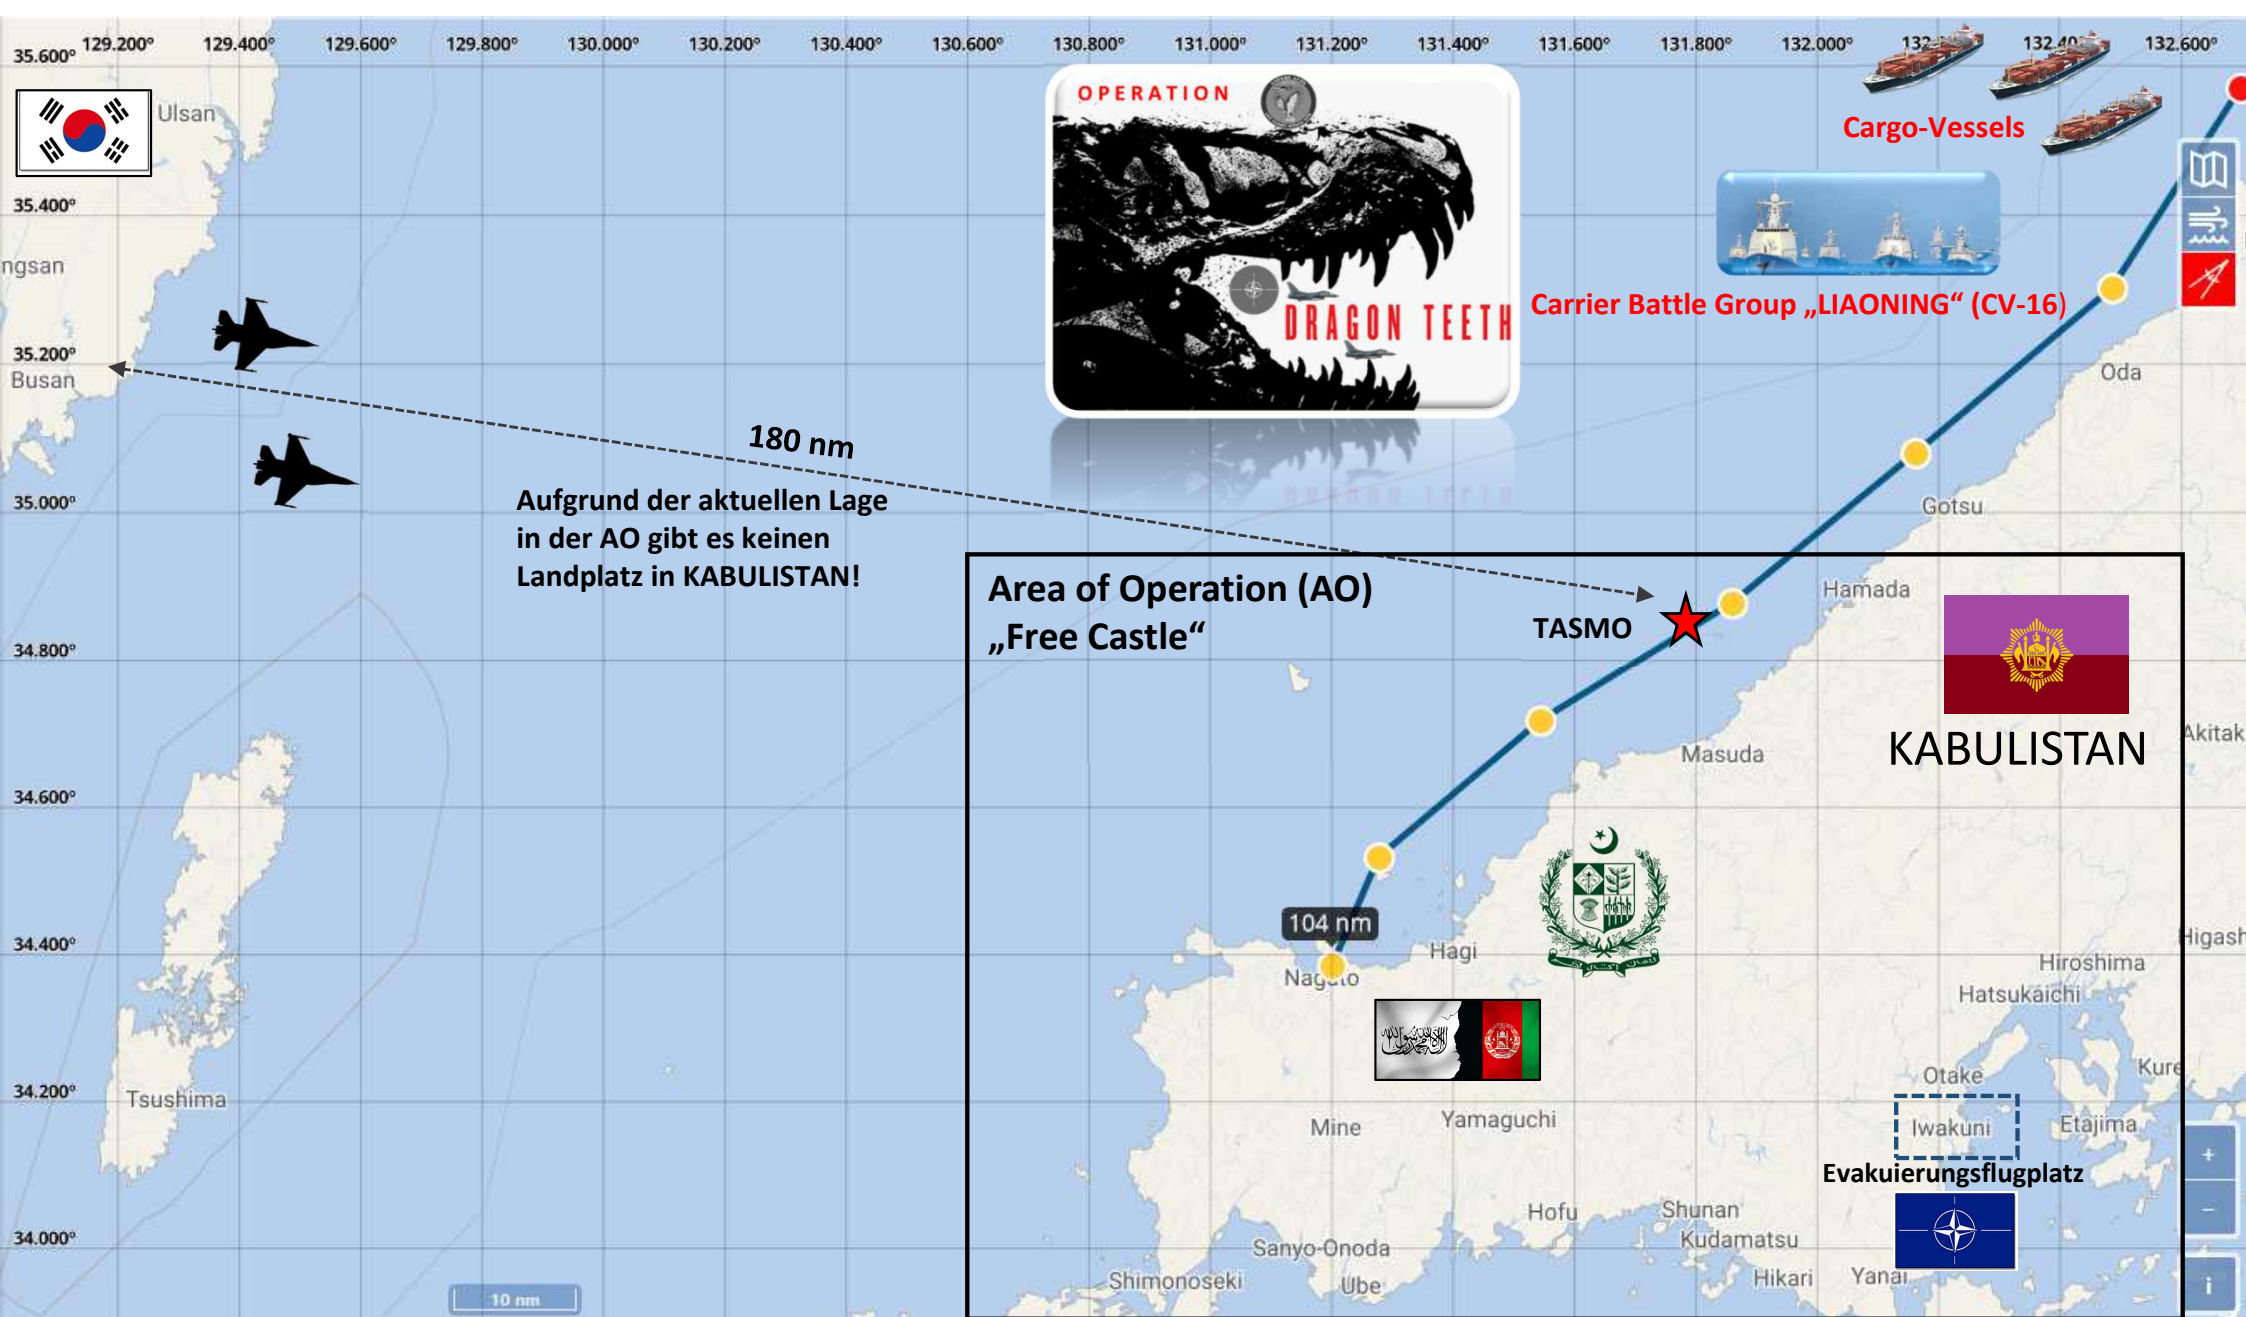 129.200° 129.400° 129.600° 129.800° 130.000° 130.200° 130.400° 130.600° 130.800° 131.000° 131.200° 131.400° 131.600° 131.800° 132.000° 132.600°
35.600°
OPERATION
Ulsan
Cargo-Vessels
35.400°
ngsan
Carrier Battle Group „LIAONING“ (CV-16)
DRAGON TEETH
35.200°
Busan
Oda
180 nm
35.000°
Aufgrund der aktuellen Lage
in der AO gibt es keinen
Landplatz in KABULISTAN!
Gotsu
Area of Operation (AO)
„Free Castle“
Hamada
TASMO
34.800°
KABULISTAN
Akitak
Masuda
34.600°
104 nm
34.400°
Hagi
Higash
Hiroshima
Hatsukaichi
Otake
Kure
34.200°
Tsushima
Mine
Yamaguchi
Iwakuni
Etajima
Evakuierungsflugplatz
Hofu
Shunan
Kudamatsu
34.000°
Sanyo-Onoda
Shimonoseki
Ube
Hikari
Yanai
10 nm
+
−
i